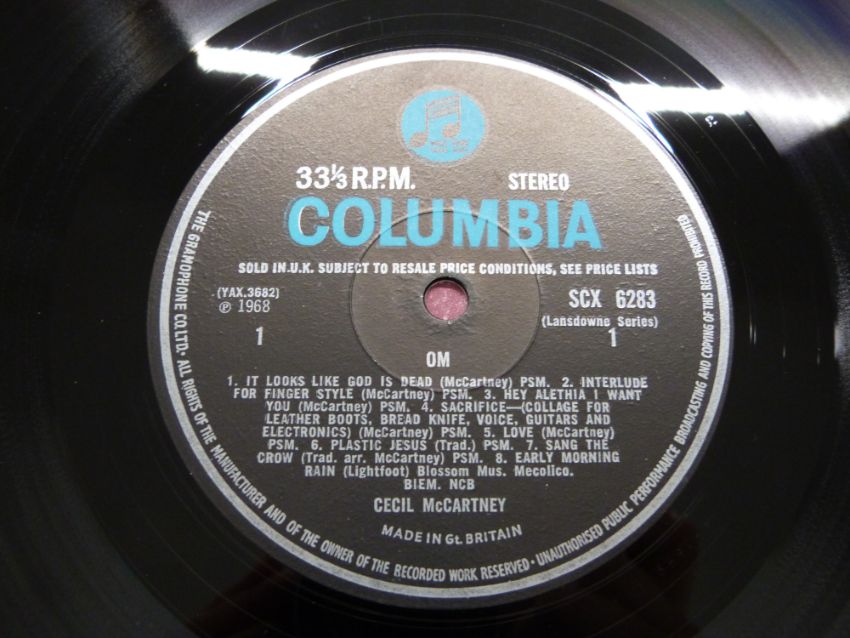 33⅓ R.P.M. STEREO
COLUMBIA
SOLD IN U.K. SUBJECT TO RESALE PRICE CONDITIONS, SEE PRICE LISTS
(YAX.3682) SCX 6283
℗ 1968 (Lansdowne Series)
1 1
OM
1. IT LOOKS LIKE GOD IS DEAD (McCartney) PSM. 2. INTERLUDE
FOR FINGER STYLE (McCartney) PSM. 3. HEY ALETHIA I WANT
YOU (McCartney) PSM. 4. SACRIFICE—(COLLAGE FOR
LEATHER BOOTS, BREAD KNIFE, VOICE, GUITARS AND
ELECTRONICS) (McCartney) PSM. 5. LOVE (McCartney)
PSM. 6. PLASTIC JESUS (Trad.) PSM. 7. SANG THE
CROW (Trad. arr. McCartney) PSM. 8. EARLY MORNING
RAIN (Lightfoot) Blossom Mus. Mecolico.
BIEM. NCB
CECIL McCARTNEY
MADE IN Gt. BRITAIN
THE GRAMOPHONE CO. LTD. · ALL RIGHTS OF THE MANUFACTURER AND OF THE OWNER OF THE RECORDED WORK RESERVED · UNAUTHORISED PUBLIC PERFORMANCE BROADCASTING AND COPYING OF THIS RECORD PROHIBITED